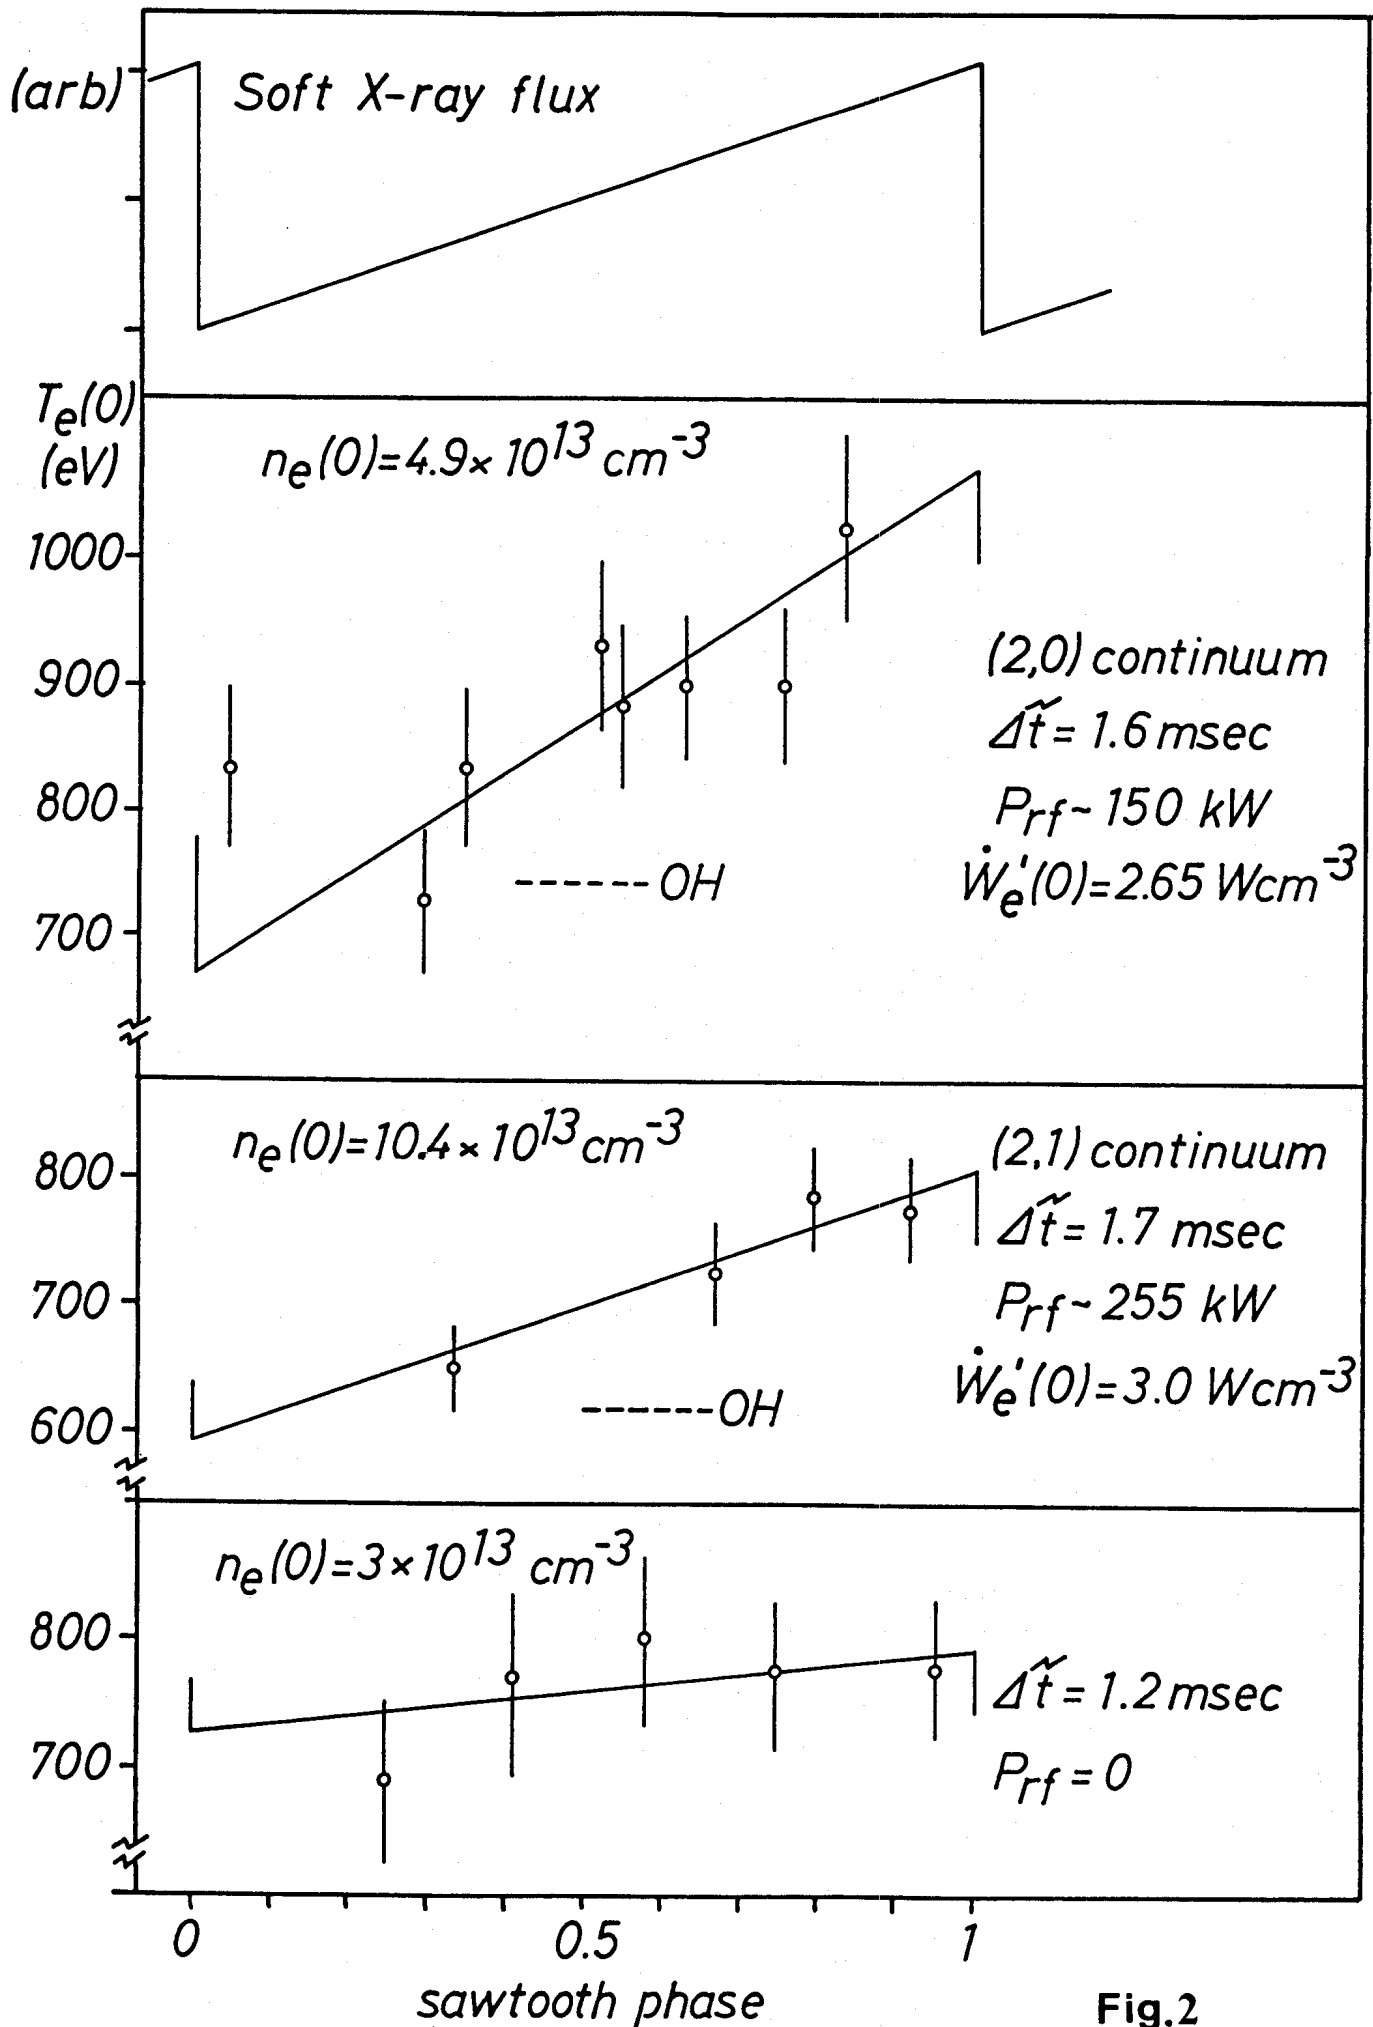 (arb)
Soft X-ray flux
Te(0)
(eV)
ne(0)=4.9×10^13 cm^-3
1000
900
800
700
(2,0) continuum
Δt̃ = 1.6 msec
Prf ~ 150 kW
Ẇe'(0)=2.65 Wcm^-3
------ OH
ne(0)=10.4×10^13 cm^-3
800
700
600
(2,1) continuum
Δt̃ = 1.7 msec
Prf ~ 255 kW
Ẇe'(0)=3.0 Wcm^-3
------OH
ne(0)=3×10^13 cm^-3
800
700
Δt̃ = 1.2 msec
Prf = 0
0 0.5 1
sawtooth phase
Fig.2